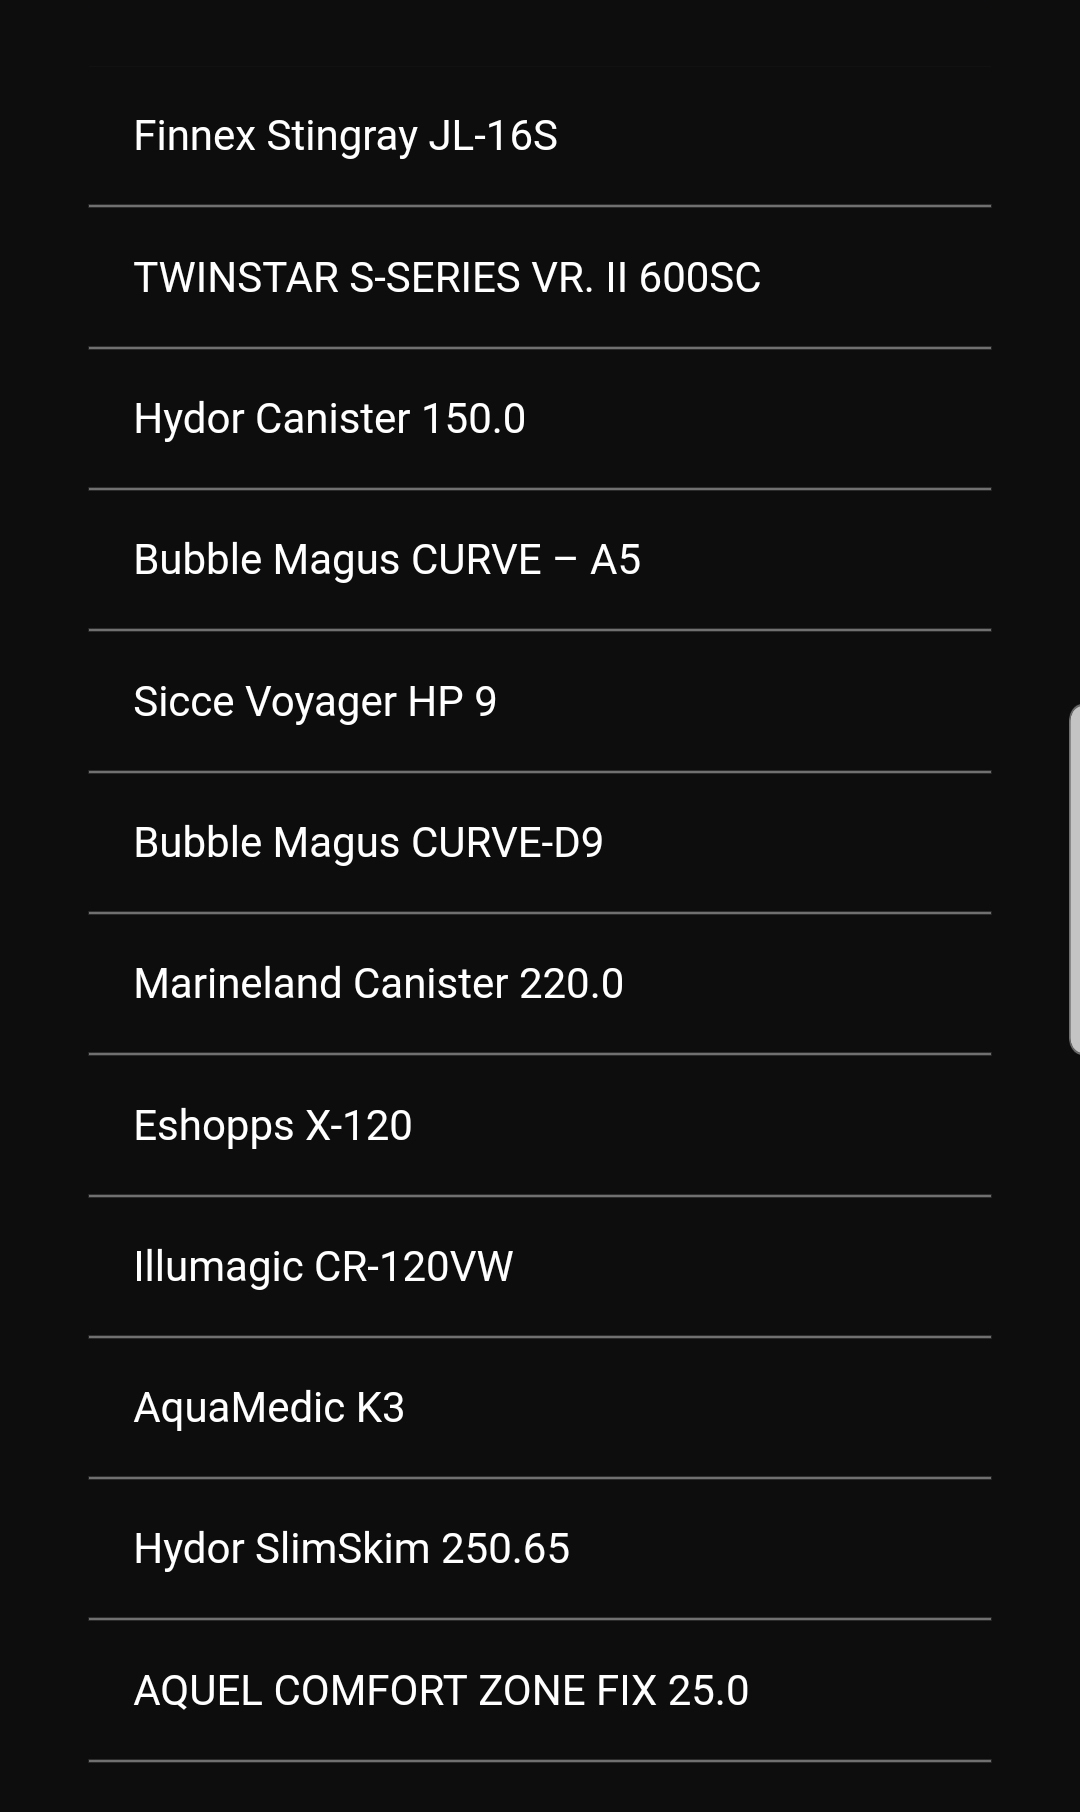 Finnex Stingray JL-16S
TWINSTAR S-SERIES VR. II 600SC
Hydor Canister 150.0
Bubble Magus CURVE – A5
Sicce Voyager HP 9
Bubble Magus CURVE-D9
Marineland Canister 220.0
Eshopps X-120
Illumagic CR-120VW
AquaMedic K3
Hydor SlimSkim 250.65
AQUEL COMFORT ZONE FIX 25.0